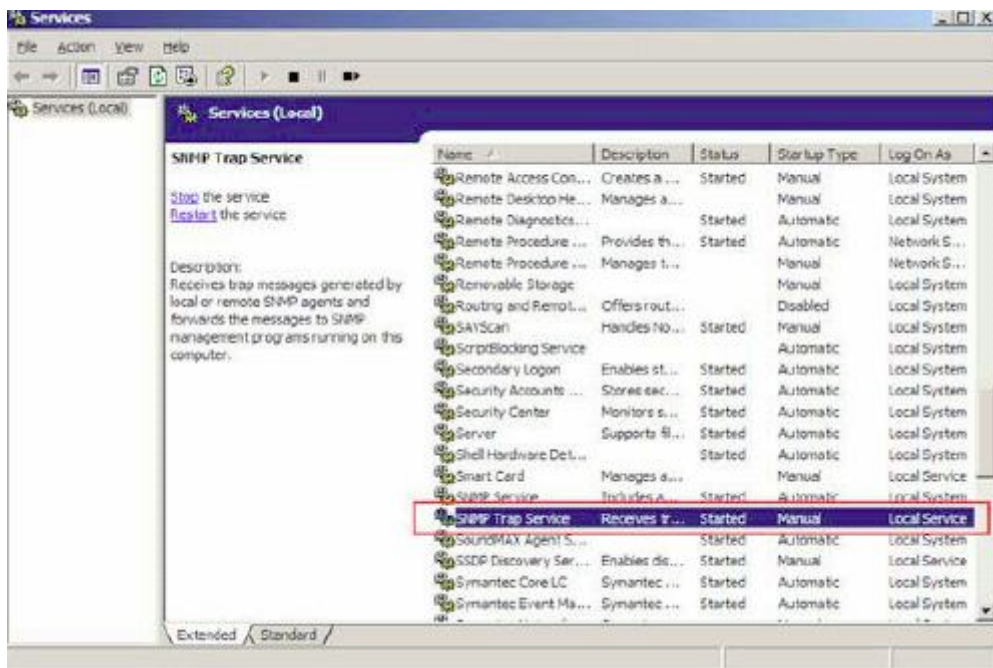 Services
File Action View Help
Services (Local)
Services (Local)
SNMP Trap Service
Stop the service
Restart the service
Description:
Receives trap messages generated by
local or remote SNMP agents and
forwards the messages to SNMP
management programs running on this
computer.
Name Description Status Startup Type Log On As
Remote Access Con... Creates a ... Started Manual Local System
Remote Desktop He... Manages a... Manual Local System
Remote Diagnostics... Started Automatic Local System
Remote Procedure ... Provides th... Started Automatic Network S...
Remote Procedure ... Manages t... Manual Network S...
Removable Storage Manual Local System
Routing and Remot... Offers rout... Disabled Local System
SAVScan Handles No... Started Manual Local System
ScriptBlocking Service Automatic Local System
Secondary Logon Enables st... Started Automatic Local System
Security Accounts ... Stores sec... Started Automatic Local System
Security Center Monitors s... Started Automatic Local System
Server Supports fil... Started Automatic Local System
Shell Hardware Det... Started Automatic Local System
Smart Card Manages a... Manual Local Service
SNMP Service Includes a... Started Automatic Local System
SNMP Trap Service Receives tr... Started Manual Local Service
SoundMAX Agent S... Started Automatic Local System
SSDP Discovery Ser... Enables dis... Started Manual Local Service
Symantec Core LC Symantec ... Started Automatic Local System
Symantec Event Ma... Symantec ... Started Automatic Local System
Extended Standard